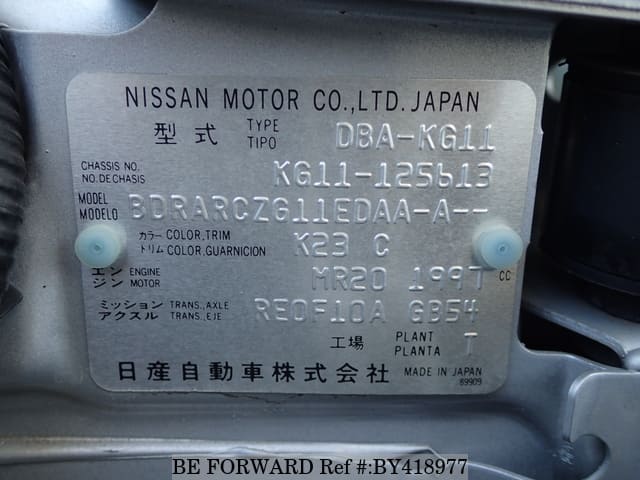 NISSAN MOTOR CO.,LTD.JAPAN
型式 TYPE TIPO DBA-KG11
CHASSIS NO. NO.DE CHASIS KG11-125613
MODEL MODELO BDRARCZG11EDAA-A--
カラー COLOR,TRIM トリム COLOR,GUARNICION K23 C
エンジン ENGINE MOTOR MR20 1997 CC
ミッション TRANS.,AXLE アクスル TRANS.,EJE RE0F10A GB54
工場 PLANT PLANTA T
日産自動車株式会社 MADE IN JAPAN
89909
BE FORWARD Ref #:BY418977